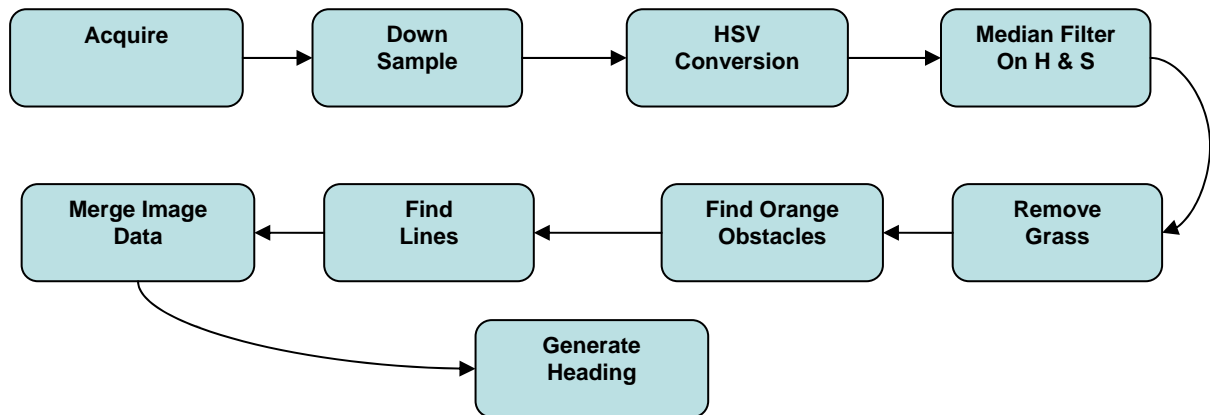 Acquire
Down
Sample
HSV
Conversion
Median Filter
On H & S
Remove
Grass
Find Orange
Obstacles
Find
Lines
Merge Image
Data
Generate
Heading